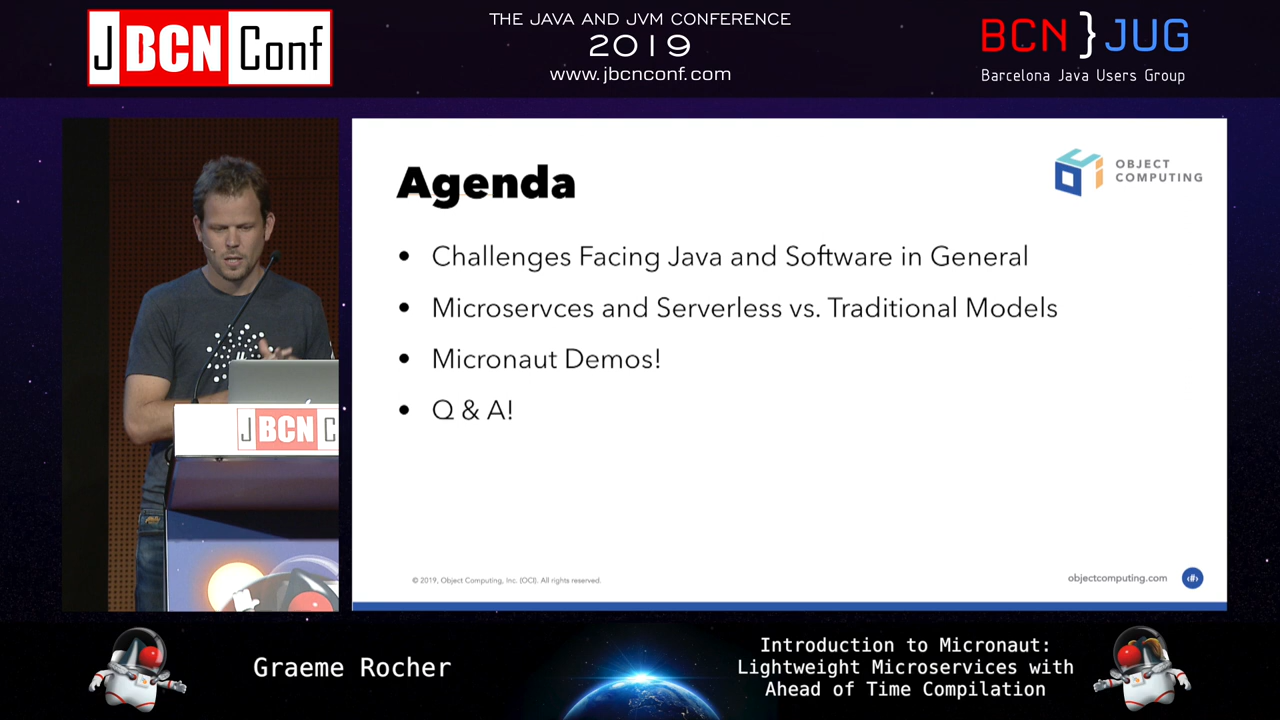 JBCNConf
THE JAVA AND JVM CONFERENCE
2019
www.jbcnconf.com
BCN}JUG
Barcelona Java Users Group
Agenda
OBJECT
COMPUTING
• Challenges Facing Java and Software in General
• Microservces and Serverless vs. Traditional Models
• Micronaut Demos!
• Q & A!
JBCN C
© 2019, Object Computing, Inc. (OCI). All rights reserved.
objectcomputing.com
‹#›
Graeme Rocher
Introduction to Micronaut:
Lightweight Microservices with
Ahead of Time Compilation